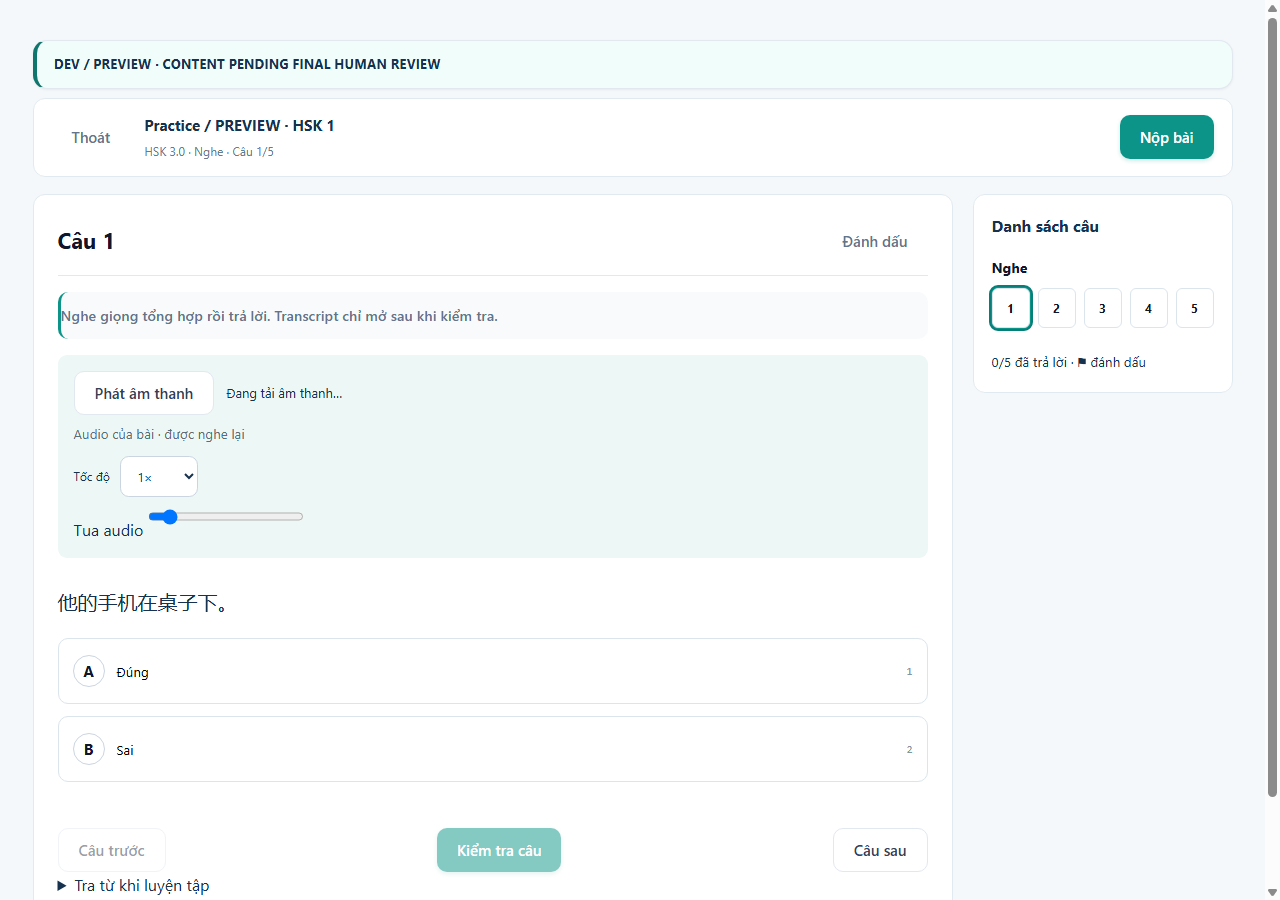 DEV / PREVIEW · CONTENT PENDING FINAL HUMAN REVIEW
Thoát
Practice / PREVIEW · HSK 1
HSK 3.0 · Nghe · Câu 1/5
Nộp bài
Câu 1
Đánh dấu
Nghe giọng tổng hợp rồi trả lời. Transcript chỉ mở sau khi kiểm tra.
Phát âm thanh
Đang tải âm thanh...
Audio của bài · được nghe lại
Tốc độ
1×
Tua audio
他的手机在桌子下。
A Đúng 1
B Sai 2
Câu trước
Kiểm tra câu
Câu sau
▶ Tra từ khi luyện tập
Danh sách câu
Nghe
1 2 3 4 5
0/5 đã trả lời · ⚑ đánh dấu